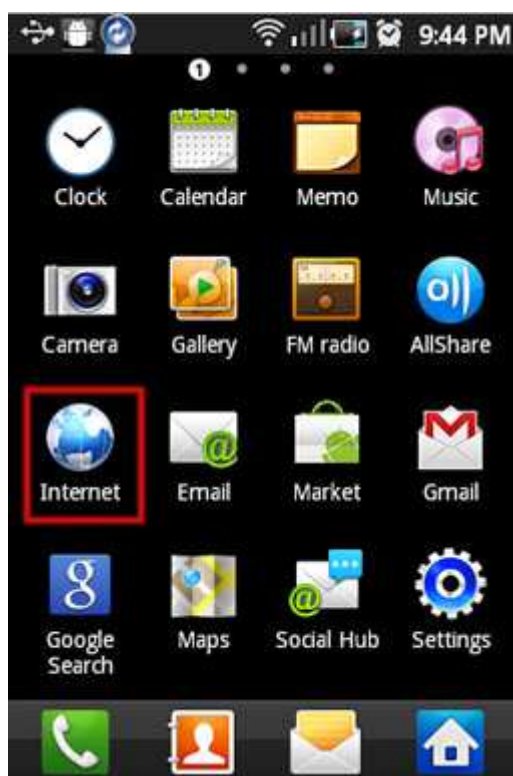 9:44 PM
1
Clock Calendar Memo Music
Camera Gallery FM radio AllShare
Internet Email Market Gmail
Google Search Maps Social Hub Settings